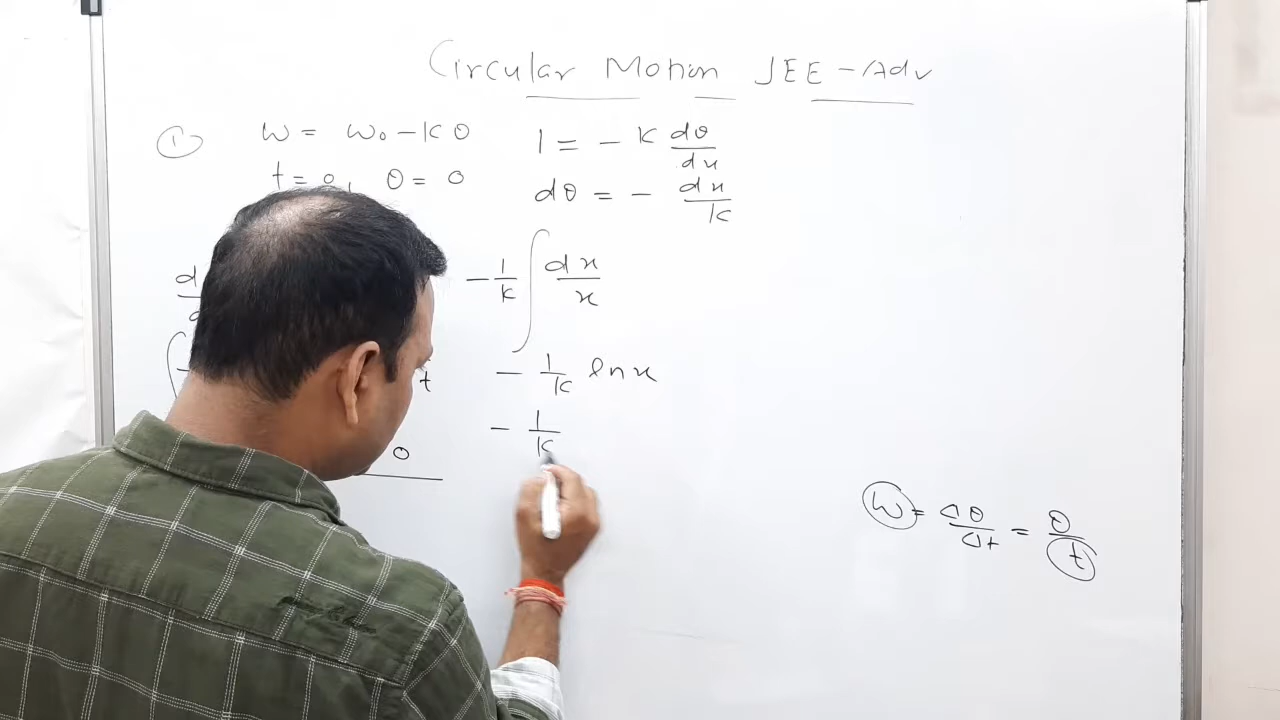 Circular Motion JEE-Adv
① ω = ω₀ - kθ
t = 0, θ = 0
d
t
0
1 = - k dθ/dx
dθ = - dx/k
- 1/k ∫ dx/x
- 1/k ln x
- 1/k
ω = Δθ/Δt = θ/t